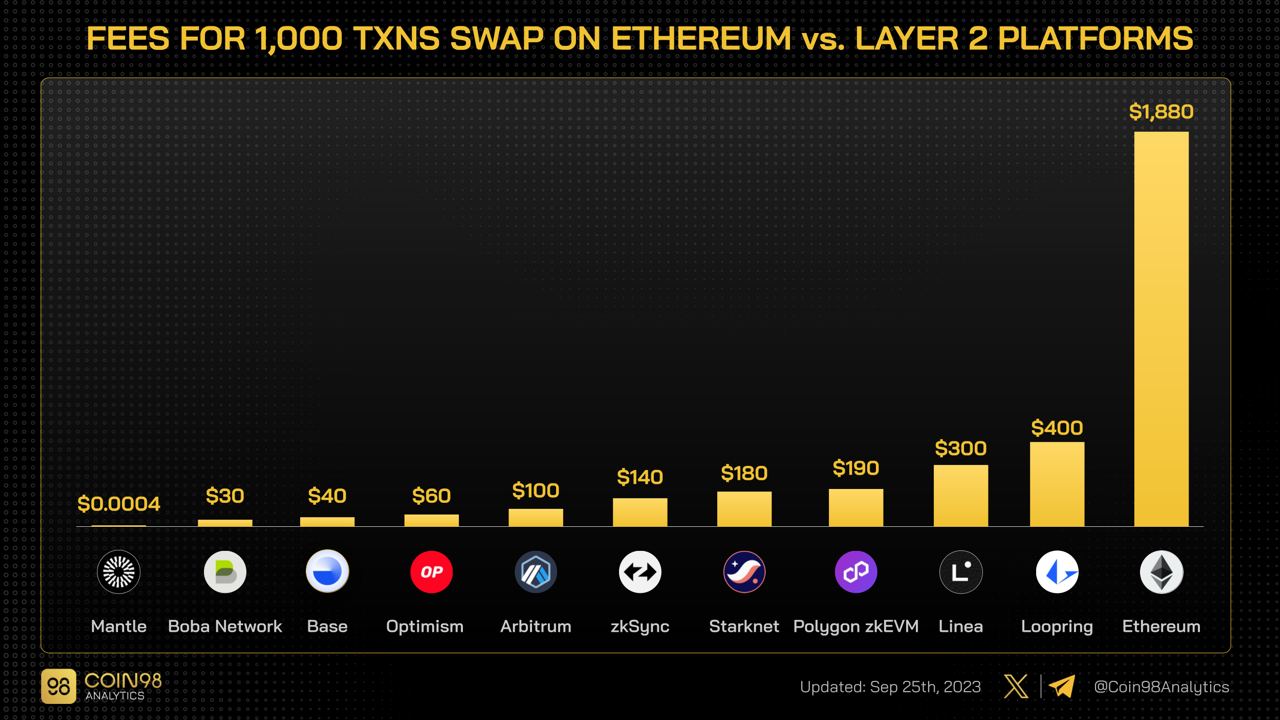 FEES FOR 1,000 TXNS SWAP ON ETHEREUM vs. LAYER 2 PLATFORMS
$0.0004
$30
$40
$60
$100
$140
$180
$190
$300
$400
$1,880
OP
Mantle
Boba Network
Base
Optimism
Arbitrum
zkSync
Starknet
Polygon zkEVM
Linea
Loopring
Ethereum
98
COIN98
ANALYTICS
Updated: Sep 25th, 2023
@Coin98Analytics